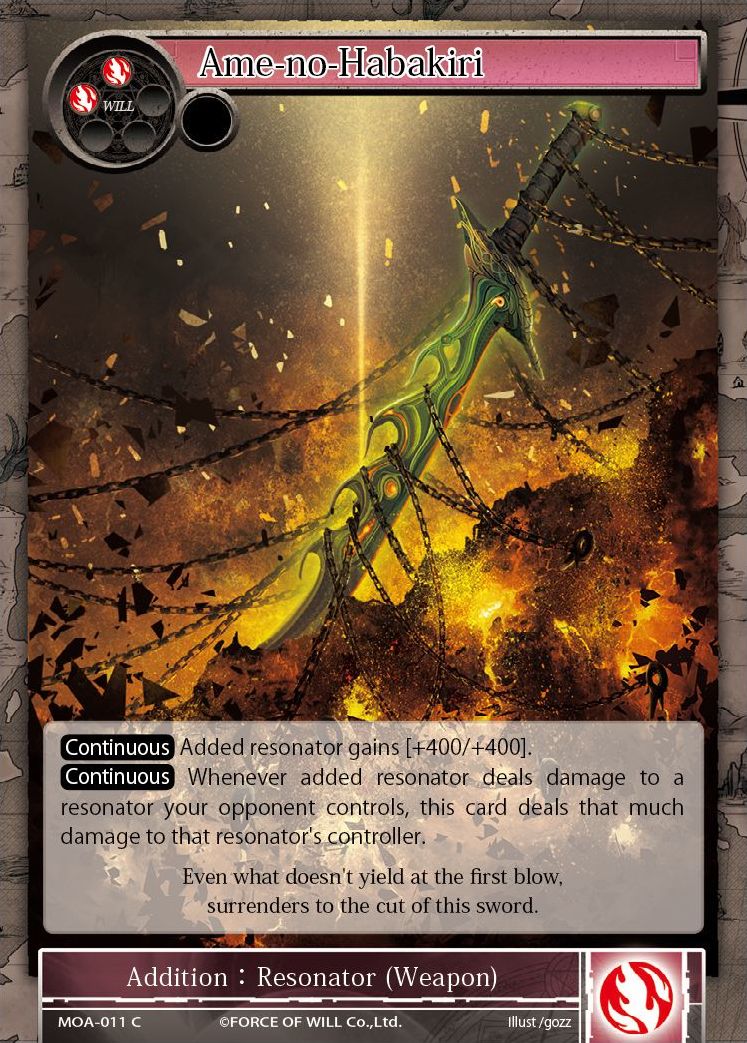 Ame-no-Habakiri
WILL
Continuous Added resonator gains [+400/+400].
Continuous Whenever added resonator deals damage to a
resonator your opponent controls, this card deals that much
damage to that resonator's controller.
Even what doesn't yield at the first blow,
surrenders to the cut of this sword.
Addition : Resonator (Weapon)
MOA-011 C ©FORCE OF WILL Co.,Ltd. Illust /gozz